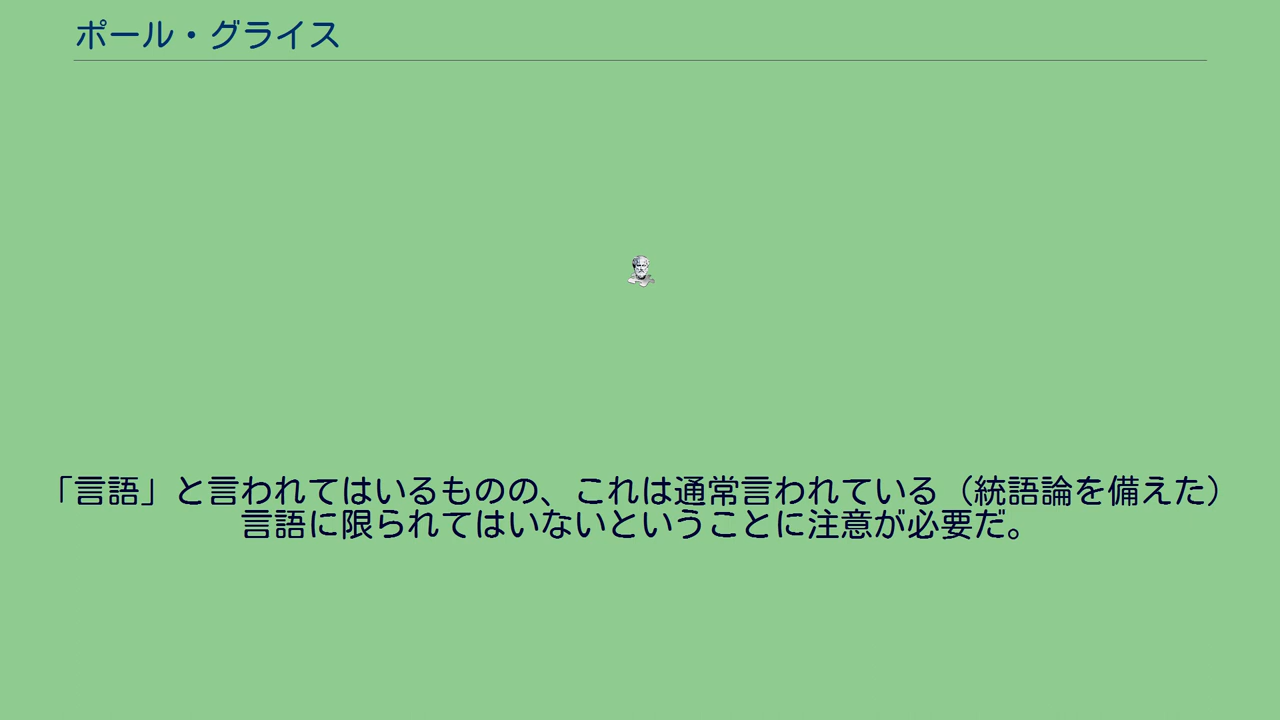 ポール・グライス
「言語」と言われてはいるものの、これは通常言われている（統語論を備えた）
言語に限られてはいないということに注意が必要だ。